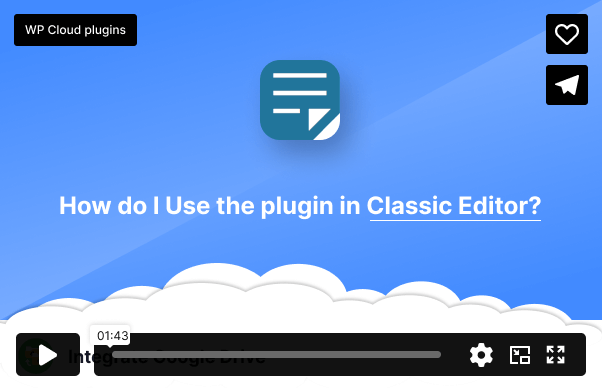 WP Cloud plugins
How do I Use the plugin in Classic Editor?
01:43
Integrate Google Drive